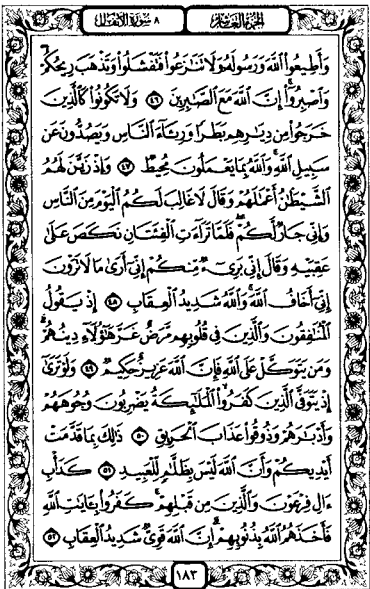 الجزء العاشر
٨ سورة الأنفال
وَأَطِيعُوا۟ ٱللَّهَ وَرَسُولَهُۥ وَلَا تَنَٰزَعُوا۟ فَتَفْشَلُوا۟ وَتَذْهَبَ رِيحُكُمْ
وَٱصْبِرُوٓا۟ إِنَّ ٱللَّهَ مَعَ ٱلصَّٰبِرِينَ ٤٦ وَلَا تَكُونُوا۟ كَٱلَّذِينَ
خَرَجُوا۟ مِن دِيَٰرِهِم بَطَرًا وَرِئَآءَ ٱلنَّاسِ وَيَصُدُّونَ عَن
سَبِيلِ ٱللَّهِ وَٱللَّهُ بِمَا يَعْمَلُونَ مُحِيطٌ ٤٧ وَإِذْ زَيَّنَ لَهُمُ
ٱلشَّيْطَٰنُ أَعْمَٰلَهُمْ وَقَالَ لَا غَالِبَ لَكُمُ ٱلْيَوْمَ مِنَ ٱلنَّاسِ
وَإِنِّى جَارٌ لَّكُمْ فَلَمَّا تَرَآءَتِ ٱلْفِئَتَانِ نَكَصَ عَلَىٰ
عَقِبَيْهِ وَقَالَ إِنِّى بَرِىٓءٌ مِّنكُمْ إِنِّىٓ أَرَىٰ مَا لَا تَرَوْنَ
إِنِّىٓ أَخَافُ ٱللَّهَ وَٱللَّهُ شَدِيدُ ٱلْعِقَابِ ٤٨ إِذْ يَقُولُ
ٱلْمُنَٰفِقُونَ وَٱلَّذِينَ فِى قُلُوبِهِم مَّرَضٌ غَرَّ هَٰٓؤُلَآءِ دِينُهُمْ
وَمَن يَتَوَكَّلْ عَلَى ٱللَّهِ فَإِنَّ ٱللَّهَ عَزِيزٌ حَكِيمٌ ٤٩ وَلَوْ تَرَىٰٓ
إِذْ يَتَوَفَّى ٱلَّذِينَ كَفَرُوا۟ ٱلْمَلَٰٓئِكَةُ يَضْرِبُونَ وُجُوهَهُمْ
وَأَدْبَٰرَهُمْ وَذُوقُوا۟ عَذَابَ ٱلْحَرِيقِ ٥٠ ذَٰلِكَ بِمَا قَدَّمَتْ
أَيْدِيكُمْ وَأَنَّ ٱللَّهَ لَيْسَ بِظَلَّٰمٍ لِّلْعَبِيدِ ٥١ كَدَأْبِ
ءَالِ فِرْعَوْنَ وَٱلَّذِينَ مِن قَبْلِهِمْ كَفَرُوا۟ بِـَٔايَٰتِ ٱللَّهِ
فَأَخَذَهُمُ ٱللَّهُ بِذُنُوبِهِمْ إِنَّ ٱللَّهَ قَوِىٌّ شَدِيدُ ٱلْعِقَابِ ٥٢
١٨٣